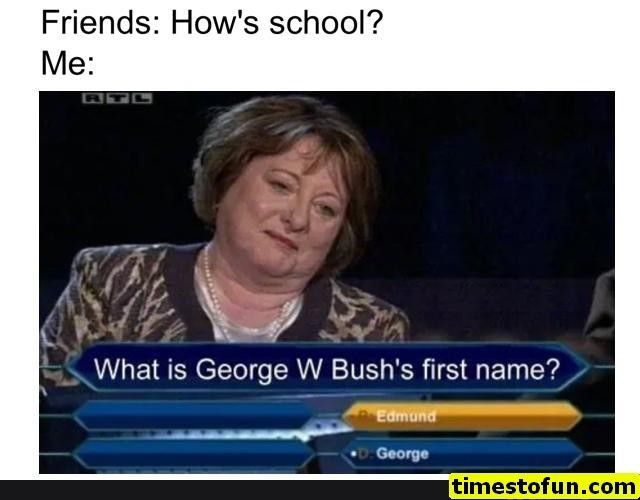 Friends: How's school?
Me:
RTL
What is George W Bush's first name?
B: Edmund
D: George
timestofun.com